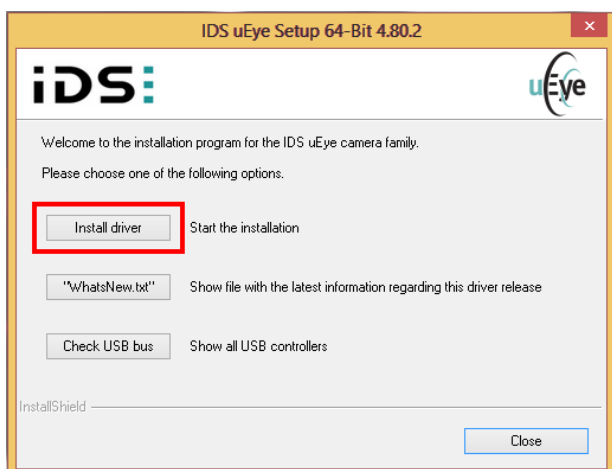 IDS uEye Setup 64-Bit 4.80.2
iDS:
uEye
Welcome to the installation program for the IDS uEye camera family.
Please choose one of the following options.
Install driver Start the installation
"WhatsNew.txt" Show file with the latest information regarding this driver release
Check USB bus Show all USB controllers
InstallShield
Close